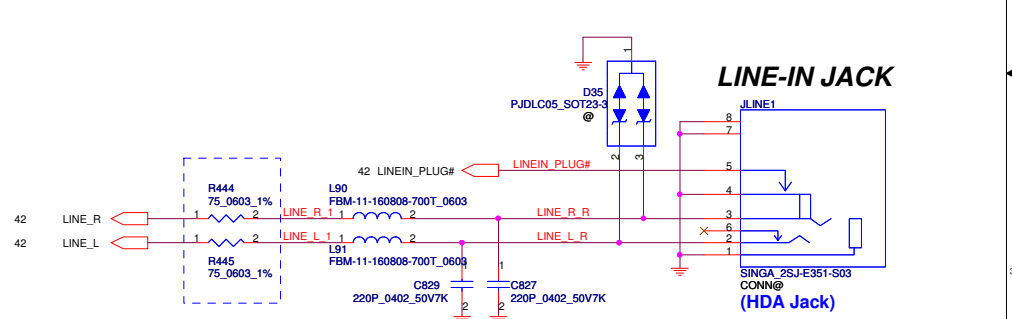 LINE-IN JACK
1
D35
PJDLC05_SOT23-3
@
JLINE1
2
3
8
7
42 LINEIN_PLUG#
LINEIN_PLUG#
5
R444
75_0603_1%
L90
FBM-11-160808-700T_0603
4
42 LINE_R
1
2
LINE_R_1
1
2
LINE_R_R
3
6
42 LINE_L
1
2
LINE_L_1
1
2
LINE_L_R
2
1
R445
75_0603_1%
L91
FBM-11-160808-700T_0603
1
1
C829
220P_0402_50V7K
C827
220P_0402_50V7K
2
2
SINGA_2SJ-E351-S03
CONN@
(HDA Jack)
3